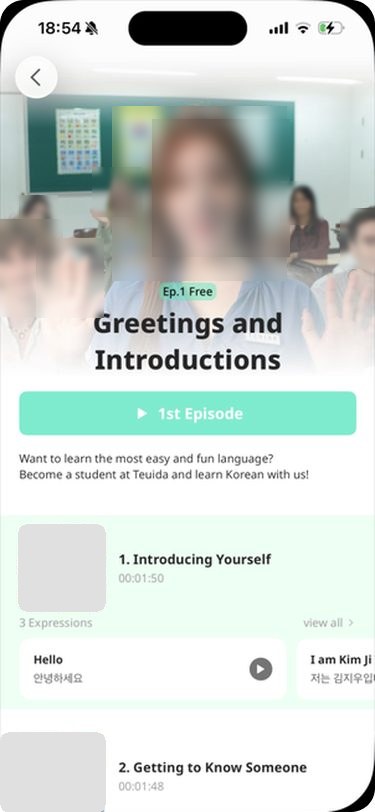 18:54
Ep.1 Free
Greetings and
Introductions
1st Episode
Want to learn the most easy and fun language?
Become a student at Teuida and learn Korean with us!
1. Introducing Yourself
00:01:50
3 Expressions
view all
Hello
안녕하세요
I am Kim Ji
저는 김지우입
2. Getting to Know Someone
00:01:48